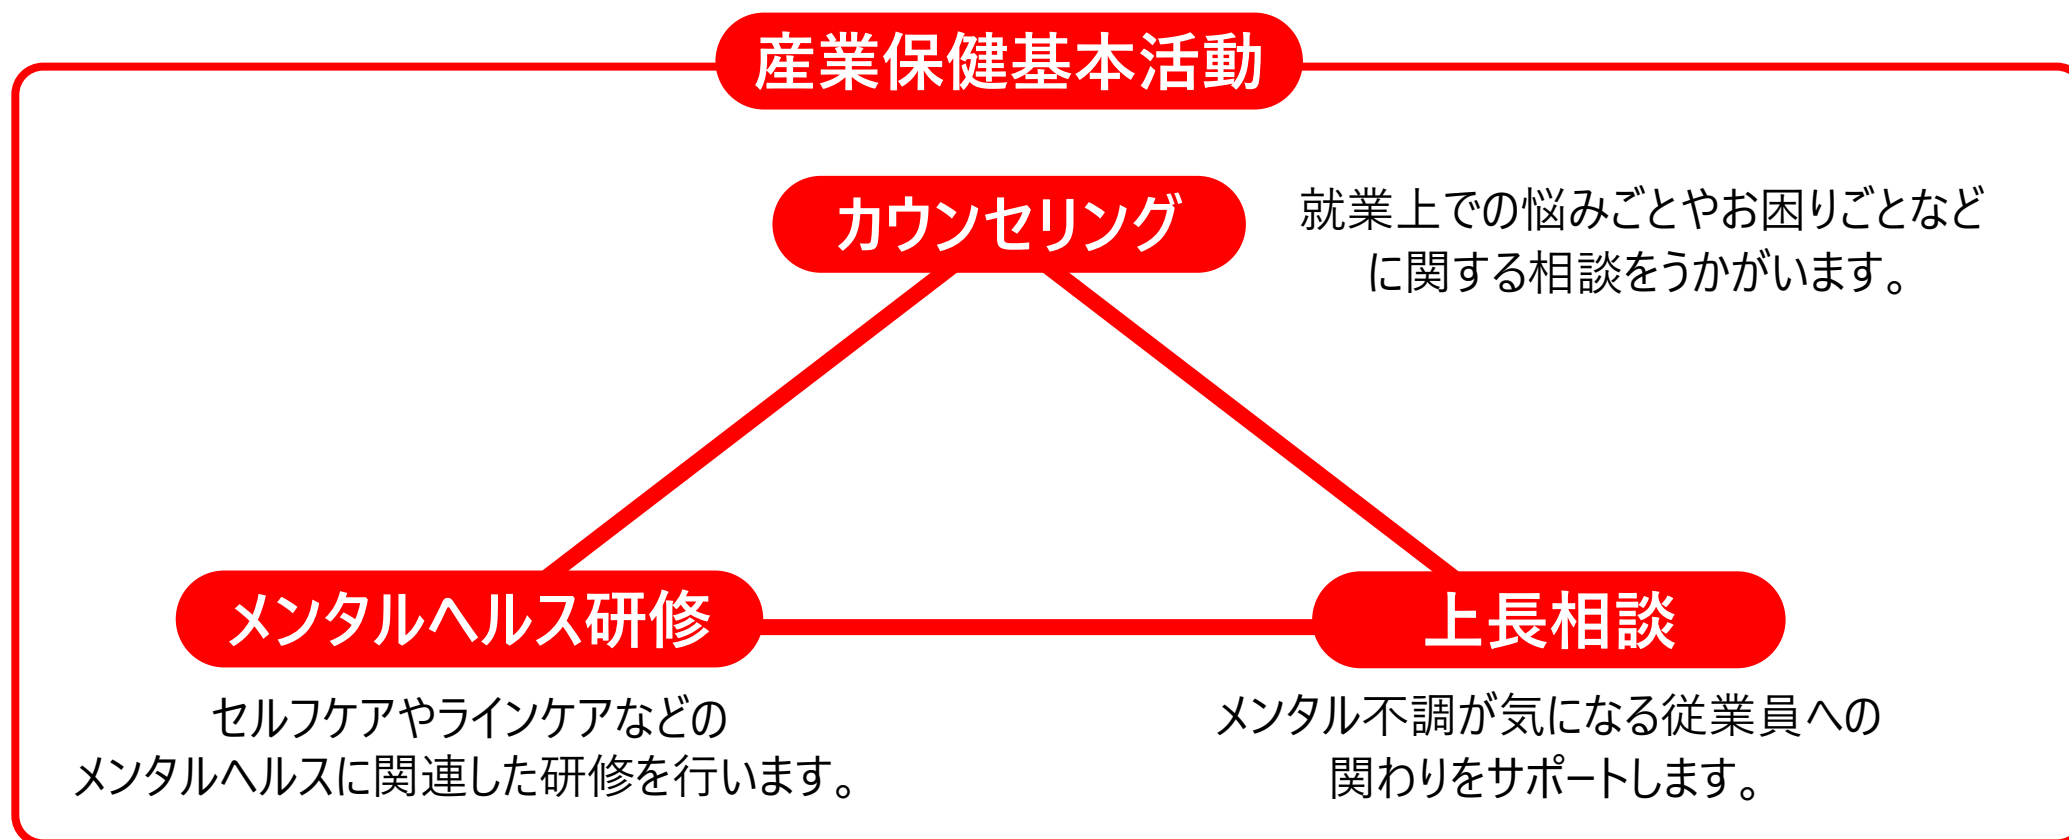 産業保健基本活動
カウンセリング
就業上での悩みごとやお困りごとなど
に関する相談をうかがいます。
メンタルヘルス研修
セルフケアやラインケアなどの
メンタルヘルスに関連した研修を行います。
上長相談
メンタル不調が気になる従業員への
関わりをサポートします。